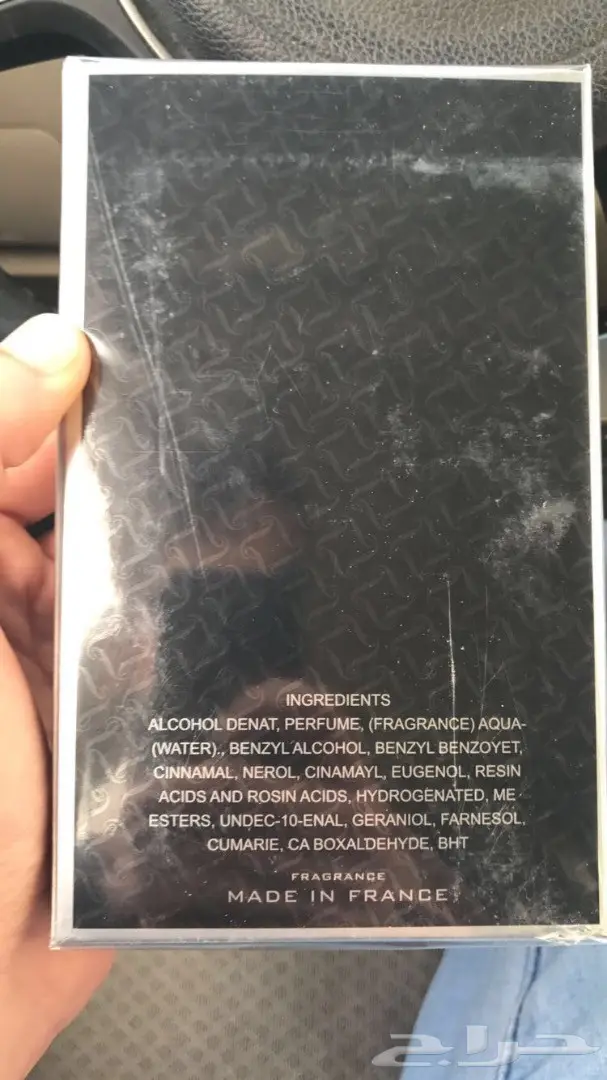 INGREDIENTS
ALCOHOL DENAT, PERFUME, (FRAGRANCE) AQUA-
(WATER)., BENZYL ALCOHOL, BENZYL BENZOYET,
CINNAMAL, NEROL, CINAMAYL, EUGENOL, RESIN
ACIDS AND ROSIN ACIDS, HYDROGENATED, ME
ESTERS, UNDEC-10-ENAL, GERANIOL, FARNESOL,
CUMARIE, CA BOXALDEHYDE, BHT
FRAGRANCE
MADE IN FRANCE
حراج